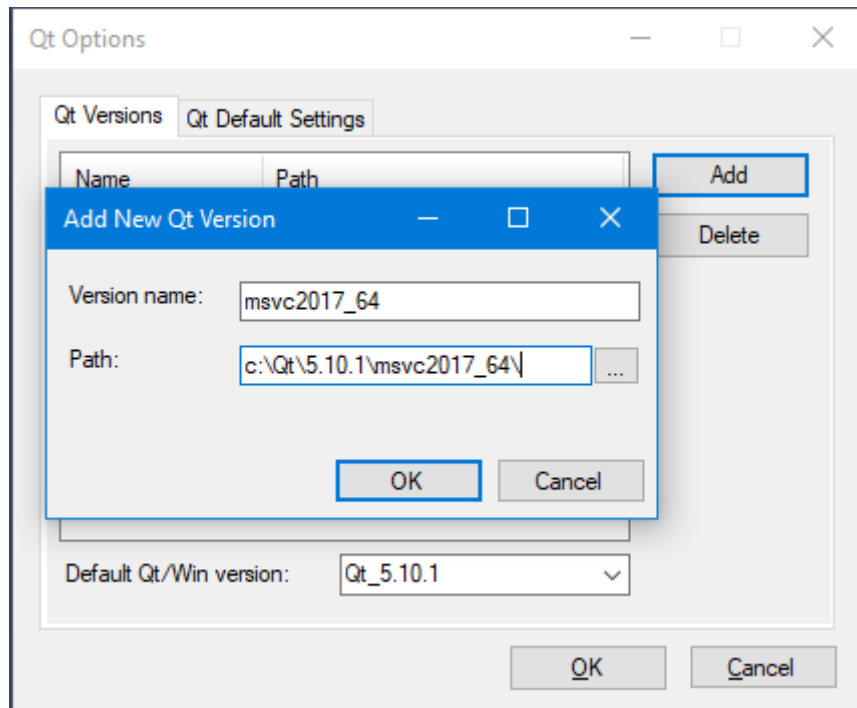 Qt Options
Qt Versions Qt Default Settings
Name Path
Add
Delete
Add New Qt Version
Version name: msvc2017_64
Path: c:\Qt\5.10.1\msvc2017_64\
...
OK Cancel
Default Qt/Win version: Qt_5.10.1
OK Cancel